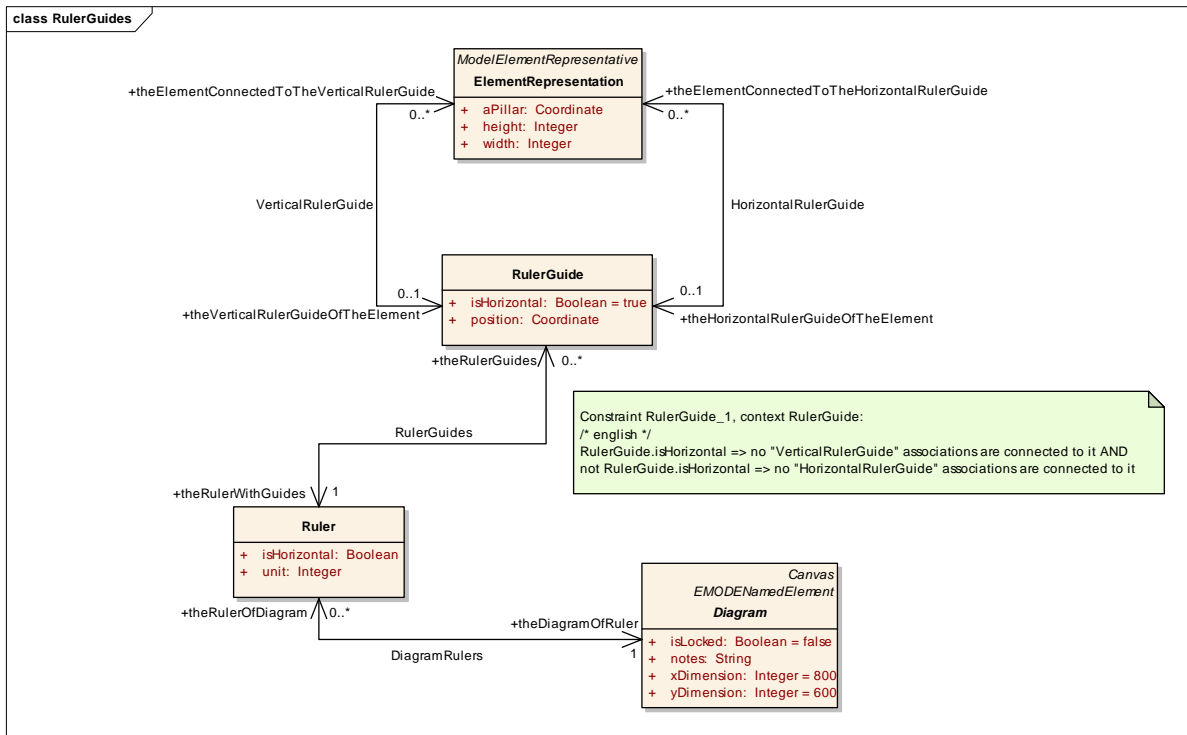 class RulerGuides
ModelElementRepresentative
ElementRepresentation
+ aPillar: Coordinate
+ height: Integer
+ width: Integer
+theElementConnectedToTheVerticalRulerGuide
0..*
+theElementConnectedToTheHorizontalRulerGuide
0..*
VerticalRulerGuide
HorizontalRulerGuide
RulerGuide
+ isHorizontal: Boolean = true
+ position: Coordinate
0..1
+theVerticalRulerGuideOfTheElement
0..1
+theHorizontalRulerGuideOfTheElement
+theRulerGuides
0..*
Constraint RulerGuide_1, context RulerGuide:
/* english */
RulerGuide.isHorizontal => no "VerticalRulerGuide" associations are connected to it AND
not RulerGuide.isHorizontal => no "HorizontalRulerGuide" associations are connected to it
RulerGuides
+theRulerWithGuides
1
Ruler
+ isHorizontal: Boolean
+ unit: Integer
+theRulerOfDiagram
0..*
+theDiagramOfRuler
1
DiagramRulers
Canvas
EMODENamedElement
Diagram
+ isLocked: Boolean = false
+ notes: String
+ xDimension: Integer = 800
+ yDimension: Integer = 600